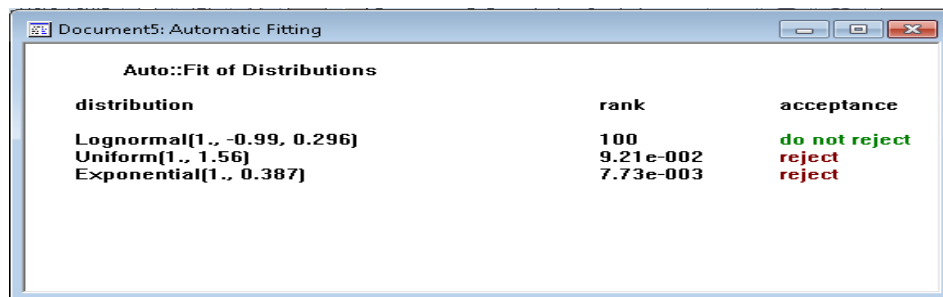 Document5: Automatic Fitting
Auto::Fit of Distributions
distribution rank acceptance
Lognormal(1., -0.99, 0.296) 100 do not reject
Uniform(1., 1.56) 9.21e-002 reject
Exponential(1., 0.387) 7.73e-003 reject